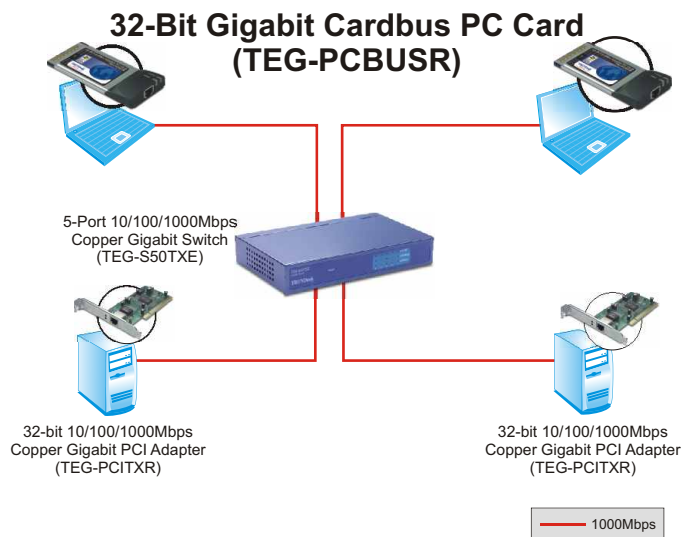 32-Bit Gigabit Cardbus PC Card
(TEG-PCBUSR)
5-Port 10/100/1000Mbps
Copper Gigabit Switch
(TEG-S50TXE)
32-bit 10/100/1000Mbps
Copper Gigabit PCI Adapter
(TEG-PCITXR)
32-bit 10/100/1000Mbps
Copper Gigabit PCI Adapter
(TEG-PCITXR)
1000Mbps